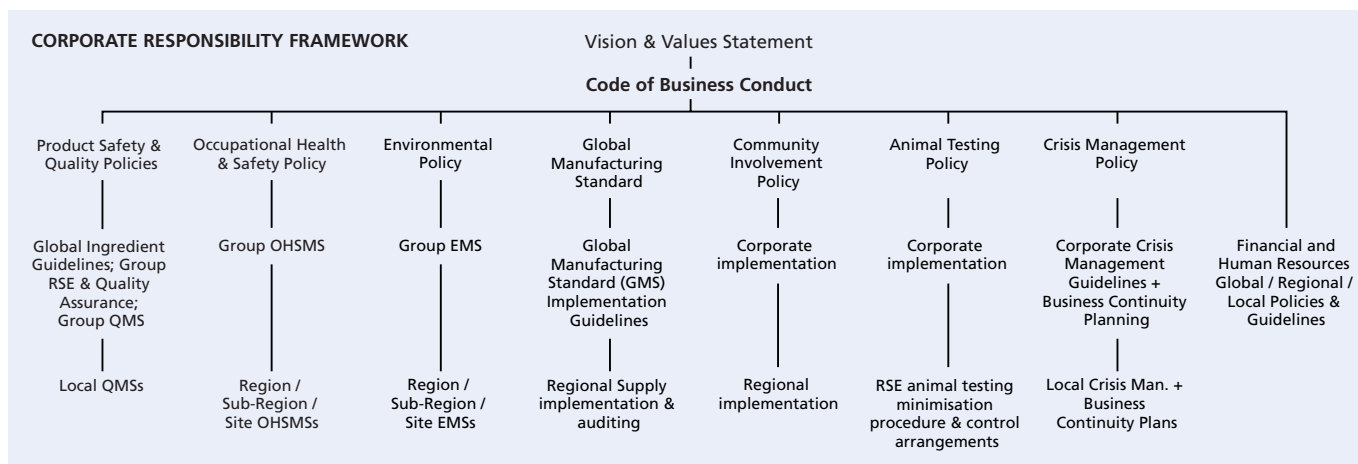 CORPORATE RESPONSIBILITY FRAMEWORK
Vision & Values Statement
Code of Business Conduct
Product Safety &
Quality Policies
Occupational Health
& Safety Policy
Environmental
Policy
Global
Manufacturing
Standard
Community
Involvement
Policy
Animal Testing
Policy
Crisis Management
Policy
Global Ingredient
Guidelines; Group
RSE & Quality
Assurance;
Group QMS
Group OHSMS
Group EMS
Global
Manufacturing
Standard (GMS)
Implementation
Guidelines
Corporate
implementation
Corporate
implementation
Corporate Crisis
Management
Guidelines +
Business Continuity
Planning
Financial and
Human Resources
Global / Regional /
Local Policies &
Guidelines
Local QMSs
Region /
Sub-Region /
Site OHSMSs
Region /
Sub-Region /
Site EMSs
Regional Supply
implementation &
auditing
Regional
implementation
RSE animal testing
minimisation
procedure & control
arrangements
Local Crisis Man. +
Business
Continuity Plans